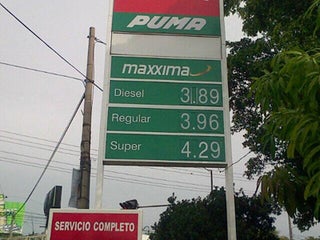 PUMA
maxxima
Diesel 3.89
Regular 3.96
Super 4.29
SERVICIO COMPLETO